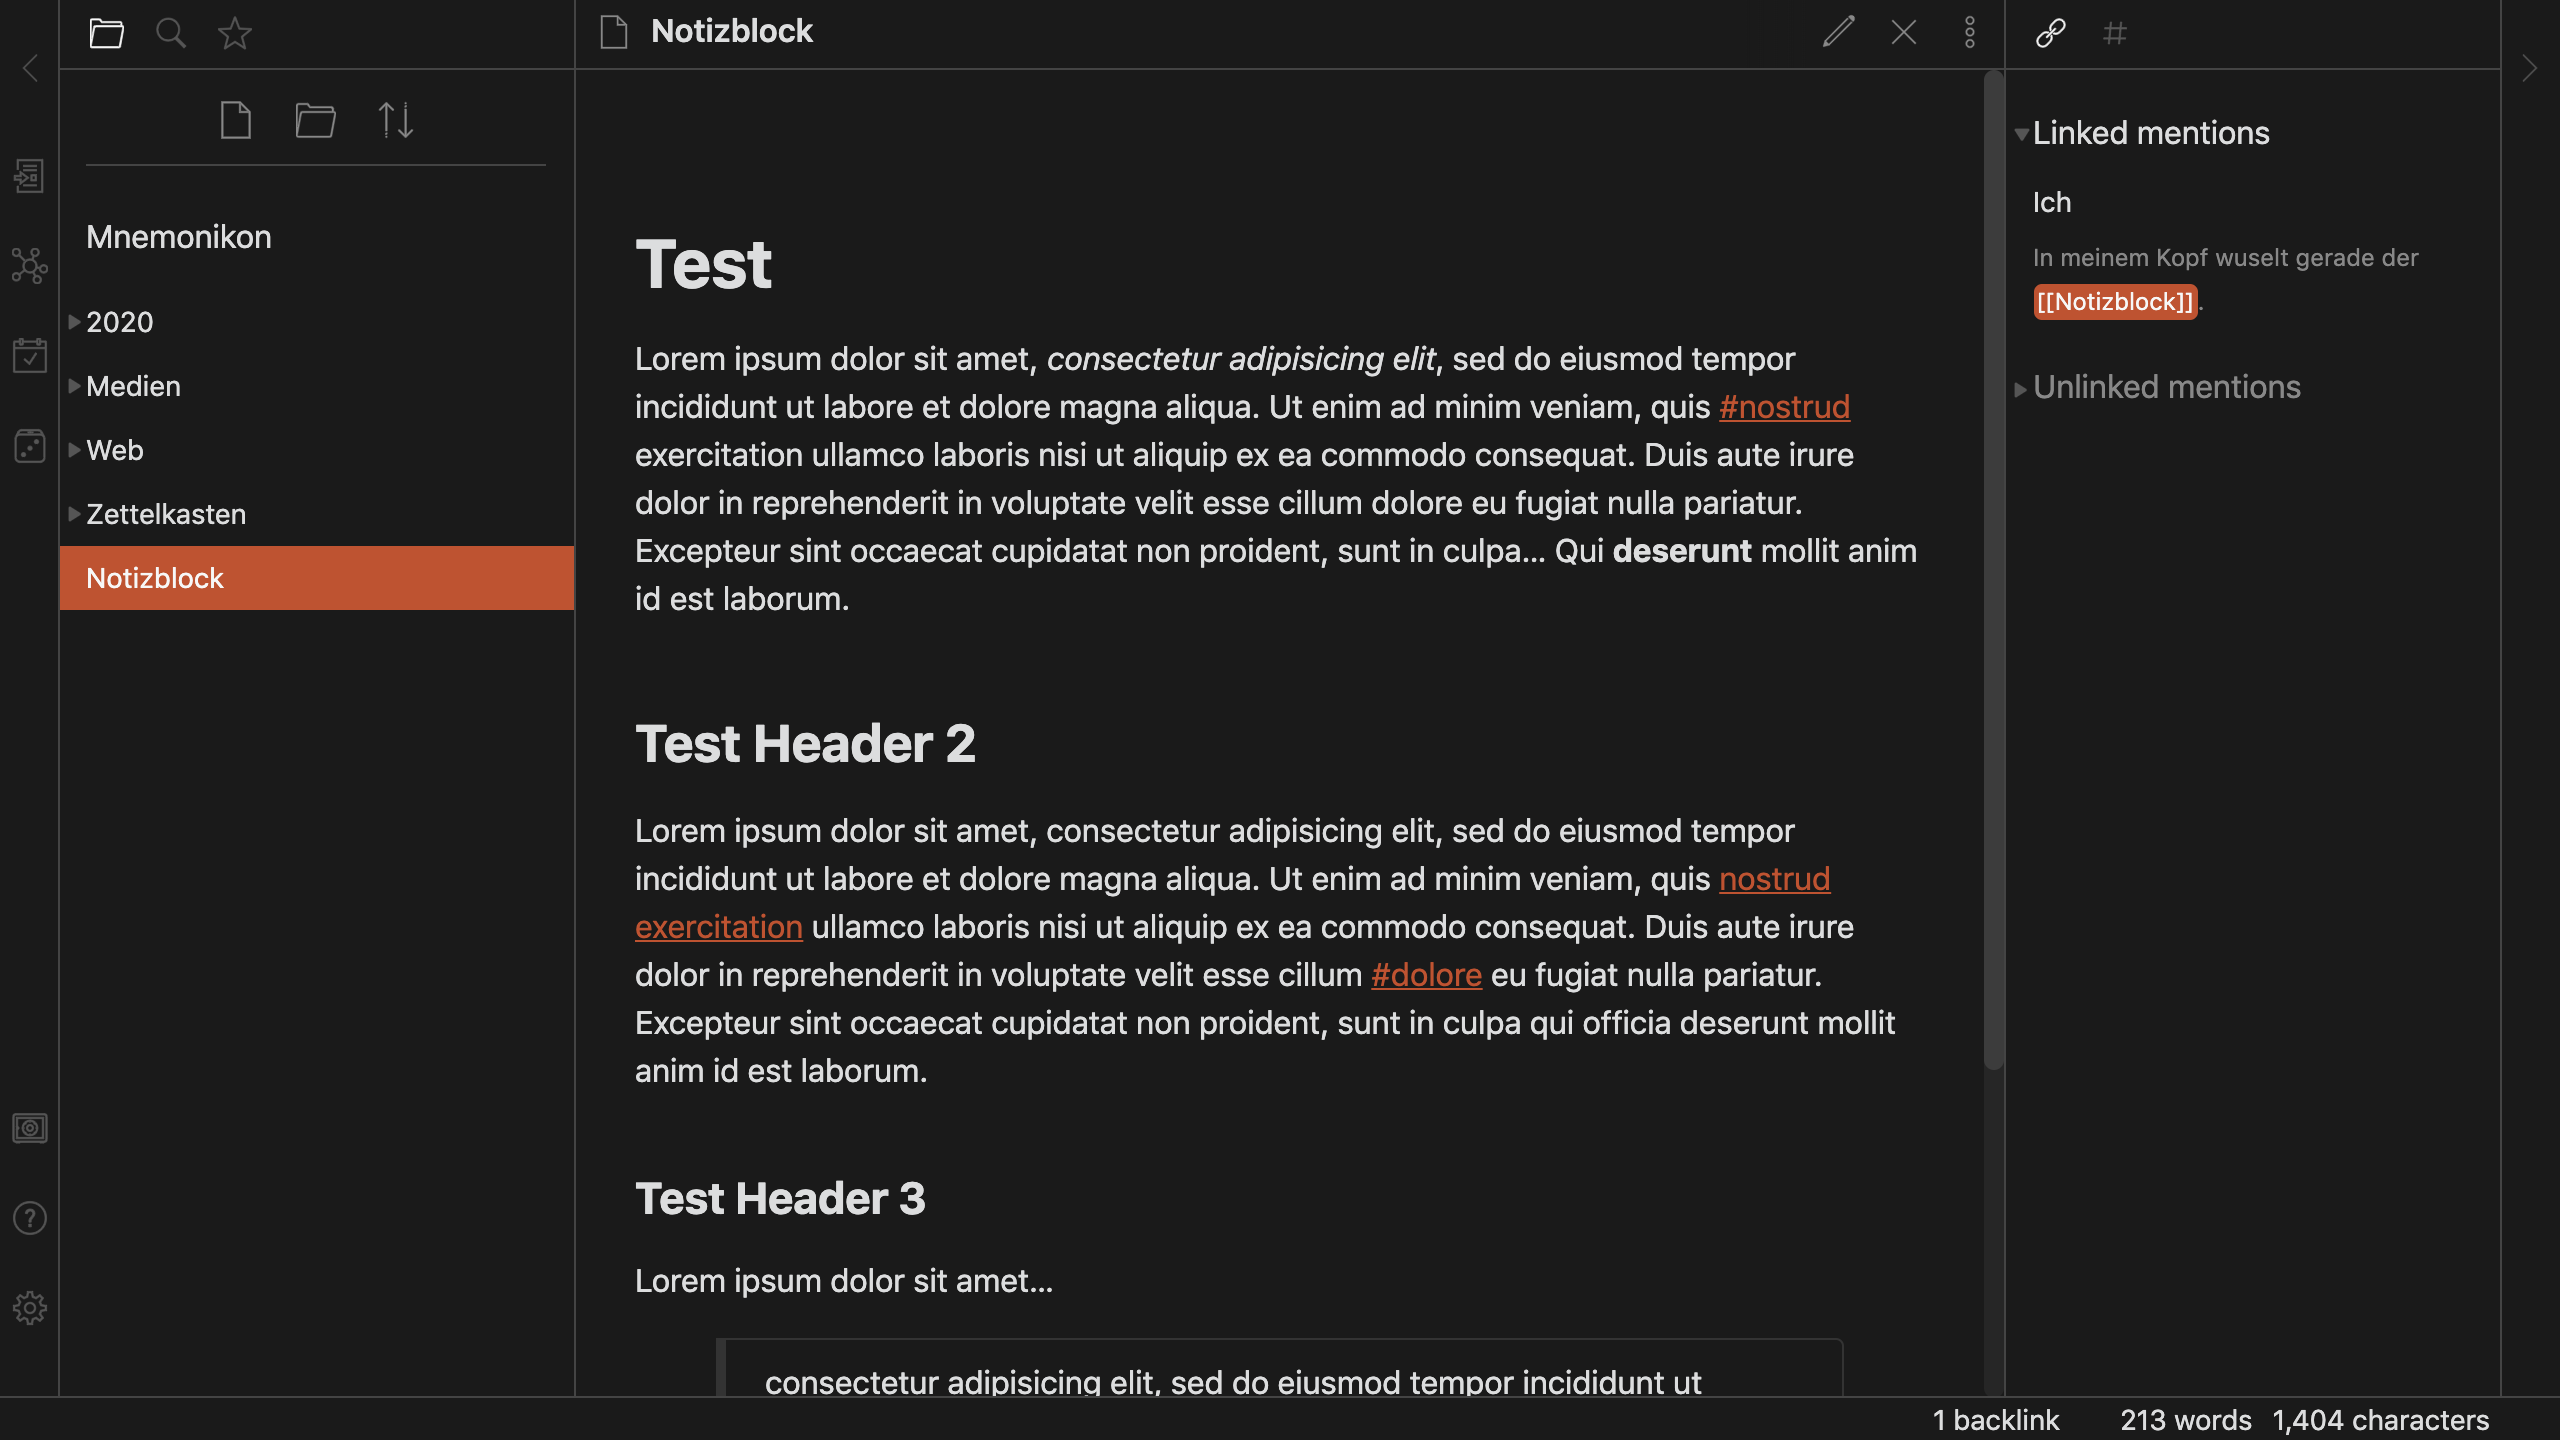 Notizblock
Mnemonikon
2020
Medien
Web
Zettelkasten
Notizblock
Test
Lorem ipsum dolor sit amet, consectetur adipisicing elit, sed do eiusmod tempor
incididunt ut labore et dolore magna aliqua. Ut enim ad minim veniam, quis #nostrud
exercitation ullamco laboris nisi ut aliquip ex ea commodo consequat. Duis aute irure
dolor in reprehenderit in voluptate velit esse cillum dolore eu fugiat nulla pariatur.
Excepteur sint occaecat cupidatat non proident, sunt in culpa... Qui deserunt mollit anim
id est laborum.
Test Header 2
Lorem ipsum dolor sit amet, consectetur adipisicing elit, sed do eiusmod tempor
incididunt ut labore et dolore magna aliqua. Ut enim ad minim veniam, quis nostrud
exercitation ullamco laboris nisi ut aliquip ex ea commodo consequat. Duis aute irure
dolor in reprehenderit in voluptate velit esse cillum #dolore eu fugiat nulla pariatur.
Excepteur sint occaecat cupidatat non proident, sunt in culpa qui officia deserunt mollit
anim id est laborum.
Test Header 3
Lorem ipsum dolor sit amet...
consectetur adipisicing elit, sed do eiusmod tempor incididunt ut
Linked mentions
Ich
In meinem Kopf wuselt gerade der
[[Notizblock]].
Unlinked mentions
1 backlink
213 words
1,404 characters